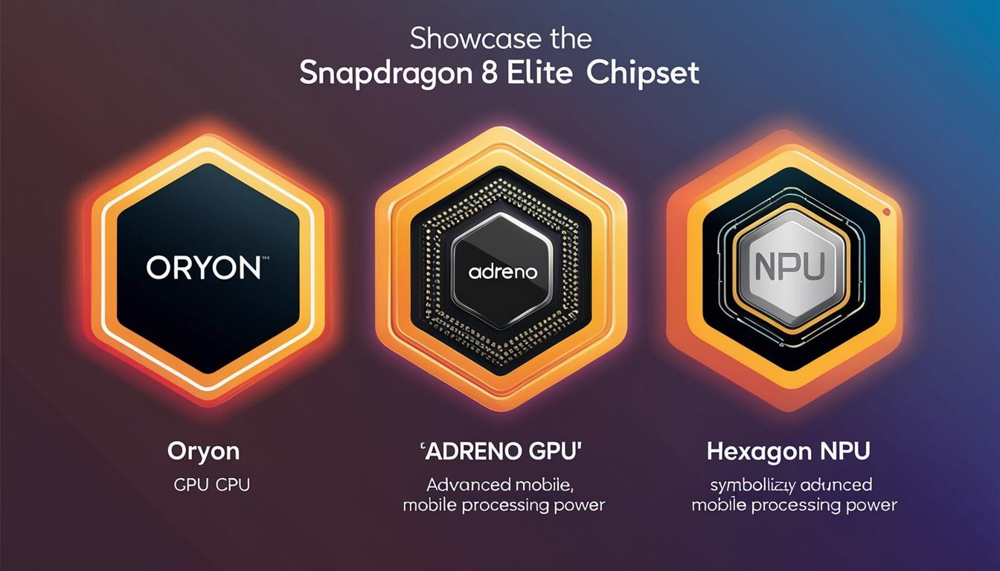 Showcase the
Snapdragon 8 Elite Chipset
ORYON
adreno
NPU
Oryon
GPU CPU
‘ADRENO GPU'
Advanced mobile,
mobile processing power
Hexagon NPU
mobile processing power